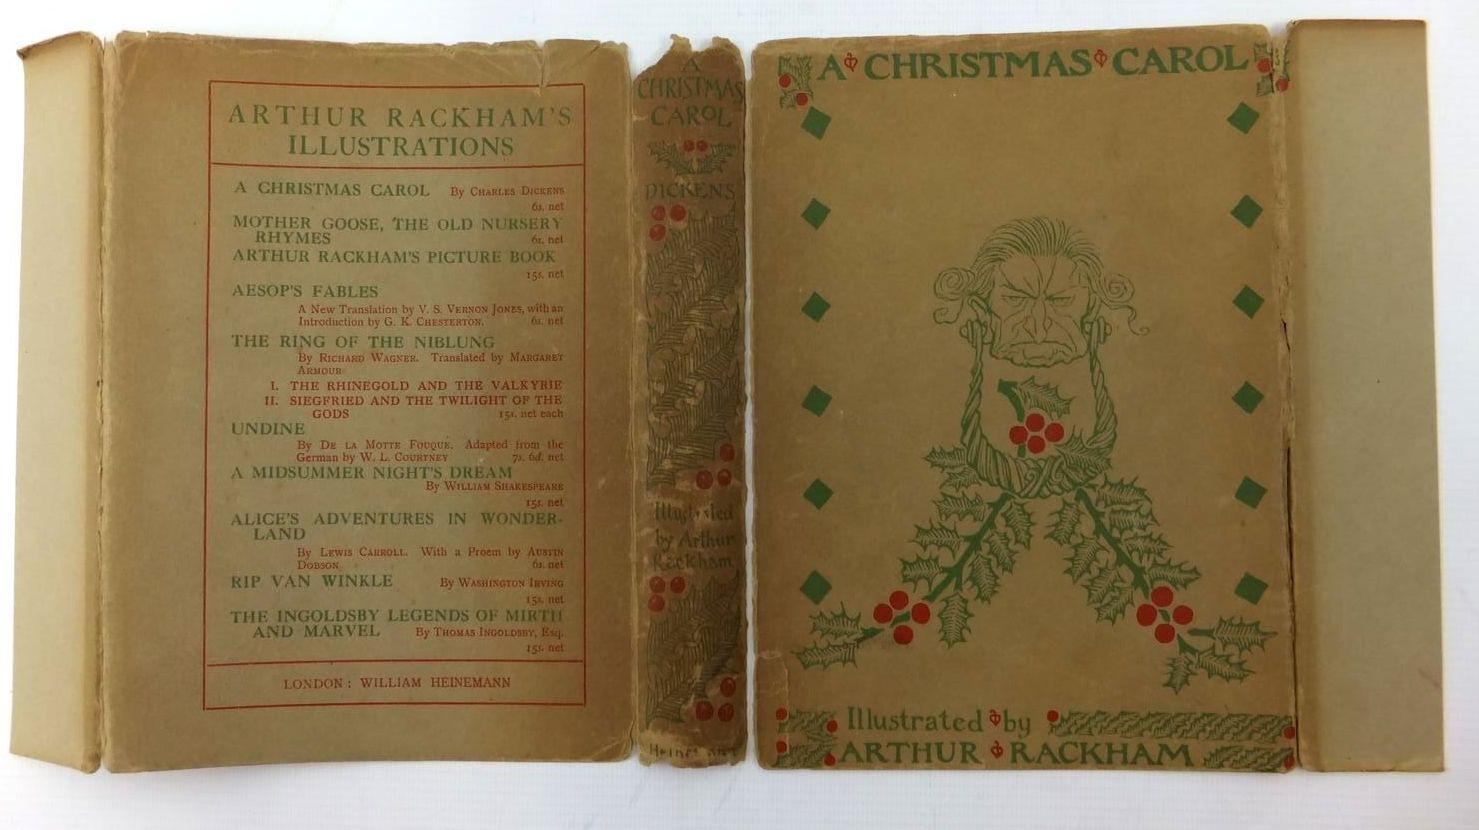 ARTHUR RACKHAM'S
ILLUSTRATIONS
A CHRISTMAS CAROL By CHARLES DICKENS
6s. net
MOTHER GOOSE, THE OLD NURSERY
RHYMES 6s. net
ARTHUR RACKHAM'S PICTURE BOOK
15s. net
AESOP'S FABLES
A New Translation by V. S. VERNON JONES, with an
Introduction by G. K. CHESTERTON. 6s. net
THE RING OF THE NIBLUNG
By RICHARD WAGNER. Translated by MARGARET
ARMOUR
I. THE RHINEGOLD AND THE VALKYRIE
II. SIEGFRIED AND THE TWILIGHT OF THE
GODS 15s. net each
UNDINE
By DE LA MOTTE FOUQUE. Adapted from the
German by W. L. COURTNEY 7s. 6d. net
A MIDSUMMER NIGHT'S DREAM
By WILLIAM SHAKESPEARE
15s. net
ALICE'S ADVENTURES IN WONDER-
LAND
By LEWIS CARROLL. With a Proem by AUSTIN
DOBSON 6s. net
RIP VAN WINKLE By WASHINGTON IRVING
15s. net
THE INGOLDSBY LEGENDS OF MIRTH
AND MARVEL By THOMAS INGOLDSBY, ESQ.
15s. net
LONDON: WILLIAM HEINEMANN
A
CHRISTMAS
CAROL
DICKENS
Illustrated
by Arthur
Rackham
Heinemann
A CHRISTMAS CAROL
Illustrated by
ARTHUR RACKHAM